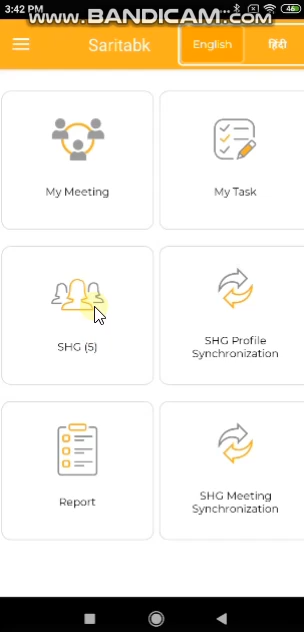 3:42 PM
www.BANDICAM.com
46
Saritabk
English
हिंदी
My Meeting
My Task
SHG (5)
SHG Profile
Synchronization
Report
SHG Meeting
Synchronization